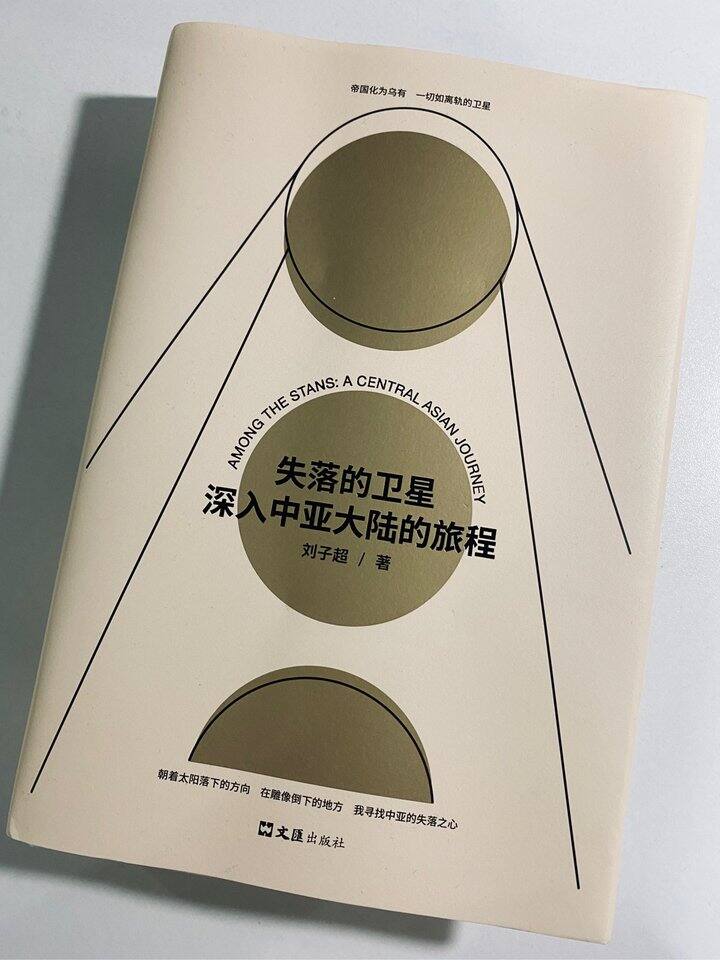 帝国化为乌有 一切如离轨的卫星
AMONG THE STANS: A CENTRAL ASIAN JOURNEY
失落的卫星
深入中亚大陆的旅程
刘子超 / 著
朝着太阳落下的方向 在雕像倒下的地方 我寻找中亚的失落之心
文匯出版社